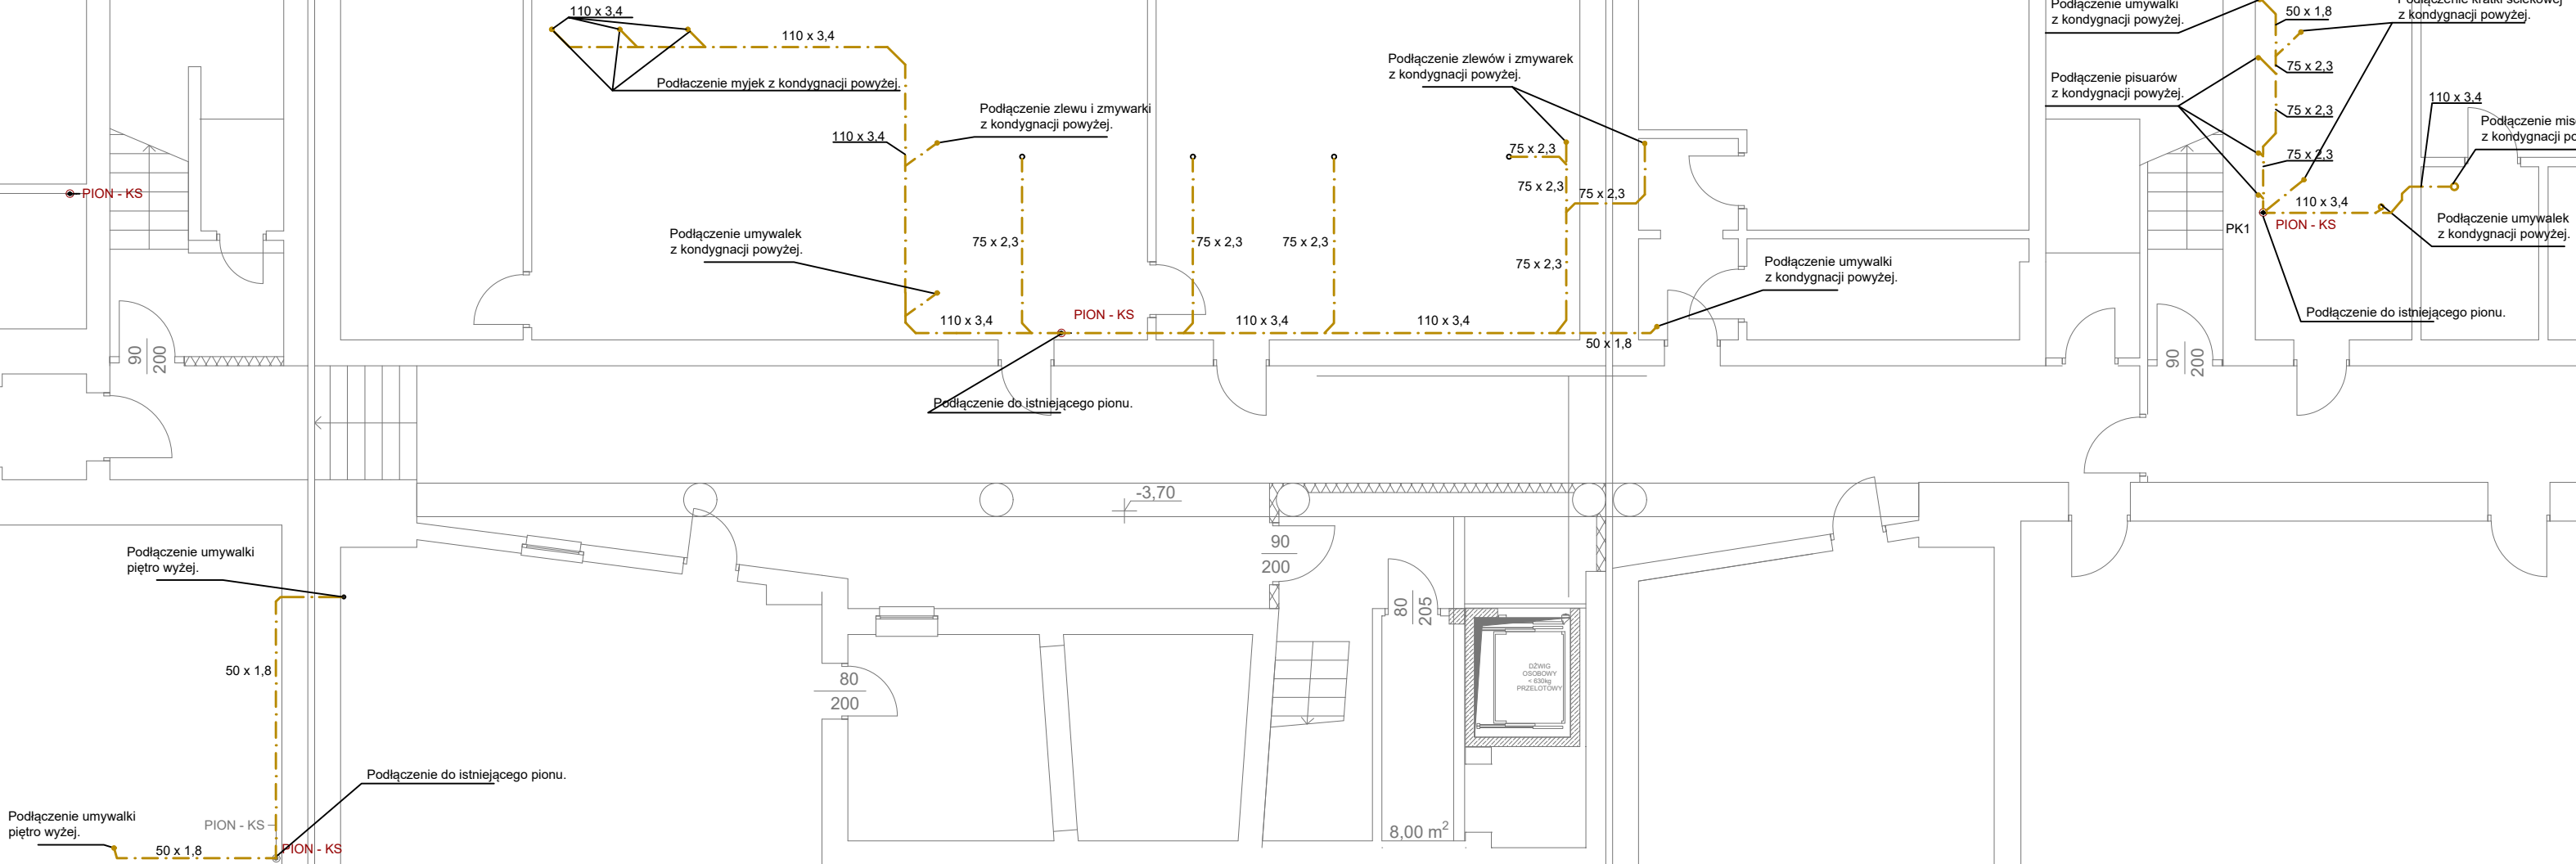 110 x 3,4
110 x 3,4
Podłaczenie myjek z kondygnacji powyżej.
Podłączenie zlewu i zmywarki
z kondygnacji powyżej.
110 x 3,4
Podłączenie zlewów i zmywarek
z kondygnacji powyżej.
75 x 2,3
75 x 2,3
75 x 2,3
75 x 2,3
Podłączenie umywalki
z kondygnacji powyżej.
50 x 1,8
z kondygnacji powyżej.
75 x 2,3
Podłączenie pisuarów
z kondygnacji powyżej.
75 x 2,3
110 x 3,4
Podłączenie
z kondygnacji
75 x 2,3
110 x 3,4
PK1
PION - KS
Podłączenie umywalek
z kondygnacji powyżej.
Podłączenie do istniejącego pionu.
PION - KS
Podłączenie umywalek
z kondygnacji powyżej.
75 x 2,3
75 x 2,3
75 x 2,3
Podłączenie umywalki
z kondygnacji powyżej.
110 x 3,4
PION - KS
110 x 3,4
110 x 3,4
50 x 1,8
90
200
90
200
Podłączenie do istniejącego pionu.
-3,70
90
200
80
205
Podłączenie umywalki
piętro wyżej.
50 x 1,8
80
200
DŹWIG
OSOBOWY
< 630kg
PRZELOTOWY
Podłączenie do istniejącego pionu.
Podłączenie umywalki
piętro wyżej.
PION - KS
50 x 1,8
PION - KS
8,00 m²